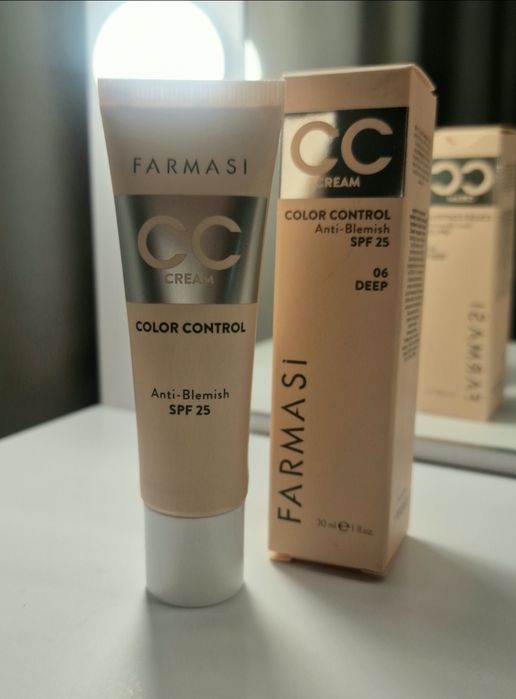 FARMASI
CC
CREAM
COLOR CONTROL
Anti-Blemish
SPF 25
CC
CREAM
COLOR CONTROL
Anti-Blemish
SPF 25
06
DEEP
FARMASİ
30 ml e 1 fl.oz.